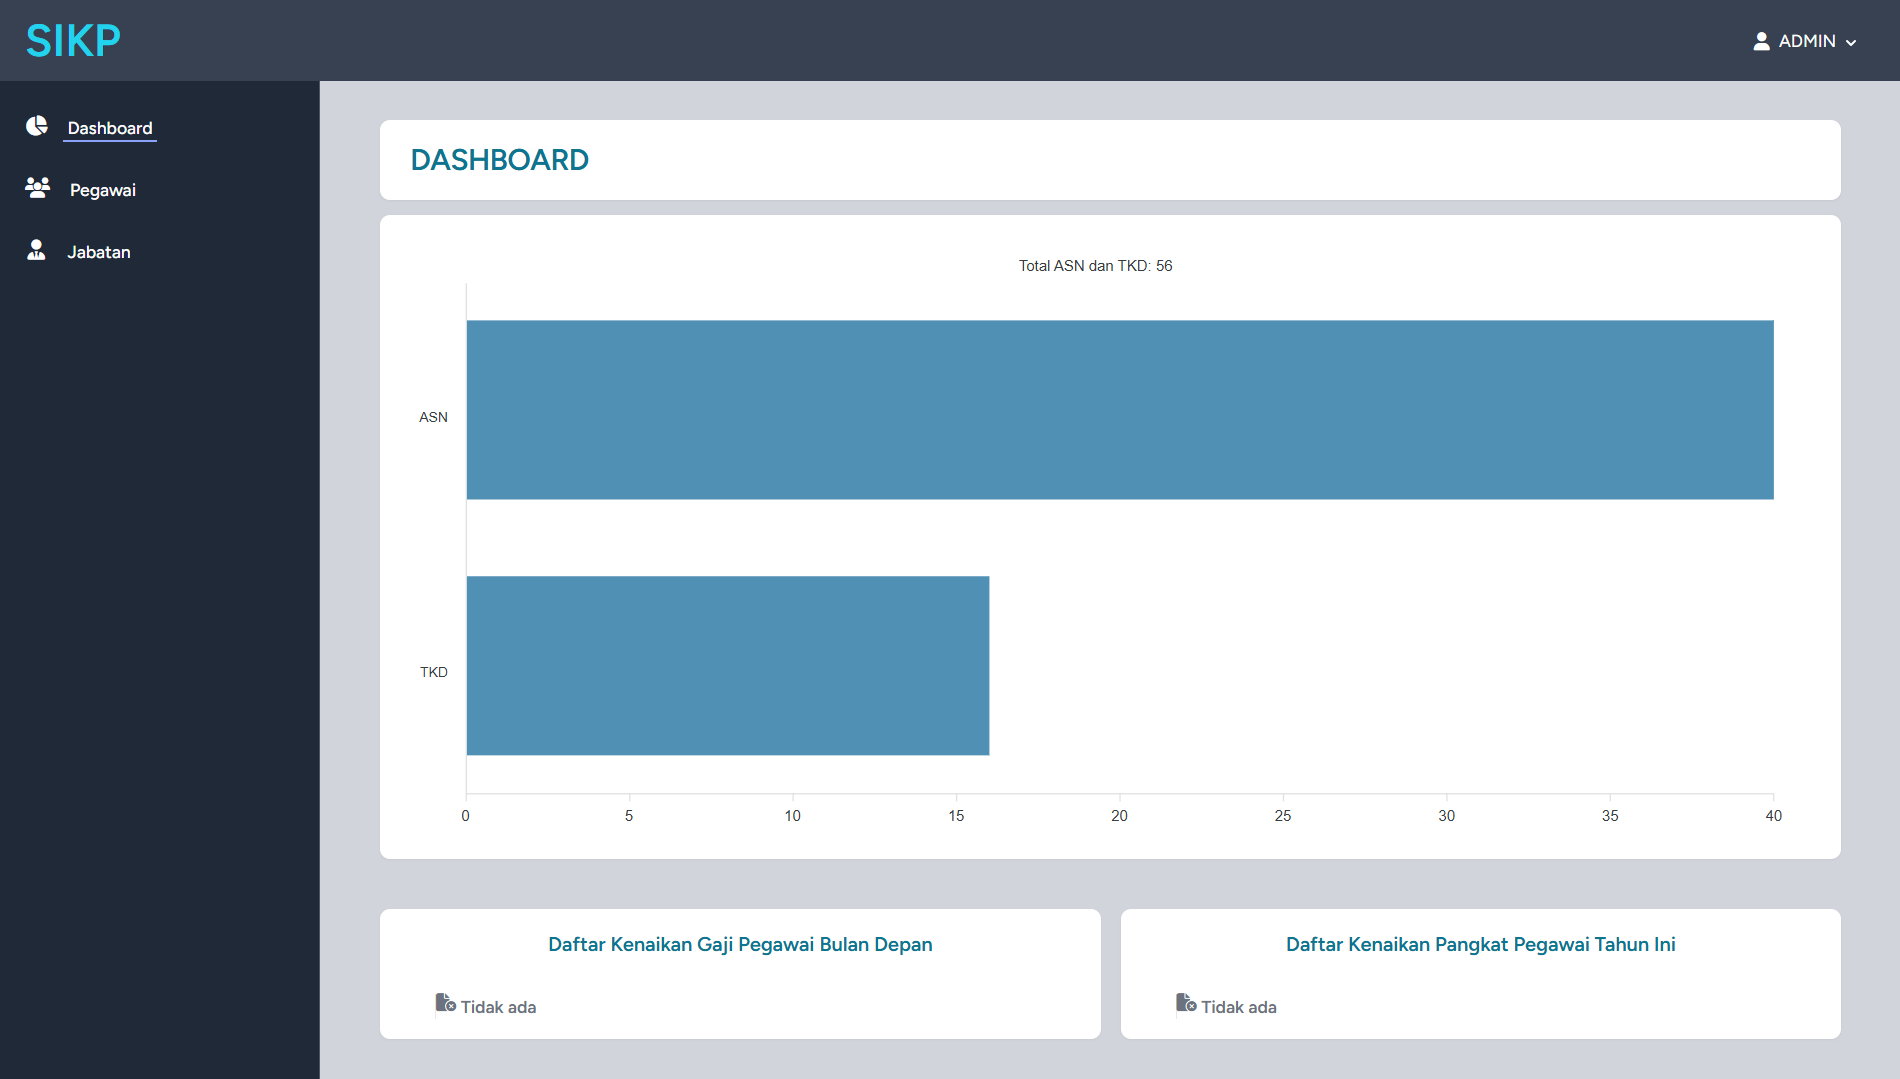 SIKP
ADMIN
Dashboard
Pegawai
Jabatan
DASHBOARD
Total ASN dan TKD: 56
ASN
TKD
0 5 10 15 20 25 30 35 40
Daftar Kenaikan Gaji Pegawai Bulan Depan
Tidak ada
Daftar Kenaikan Pangkat Pegawai Tahun Ini
Tidak ada